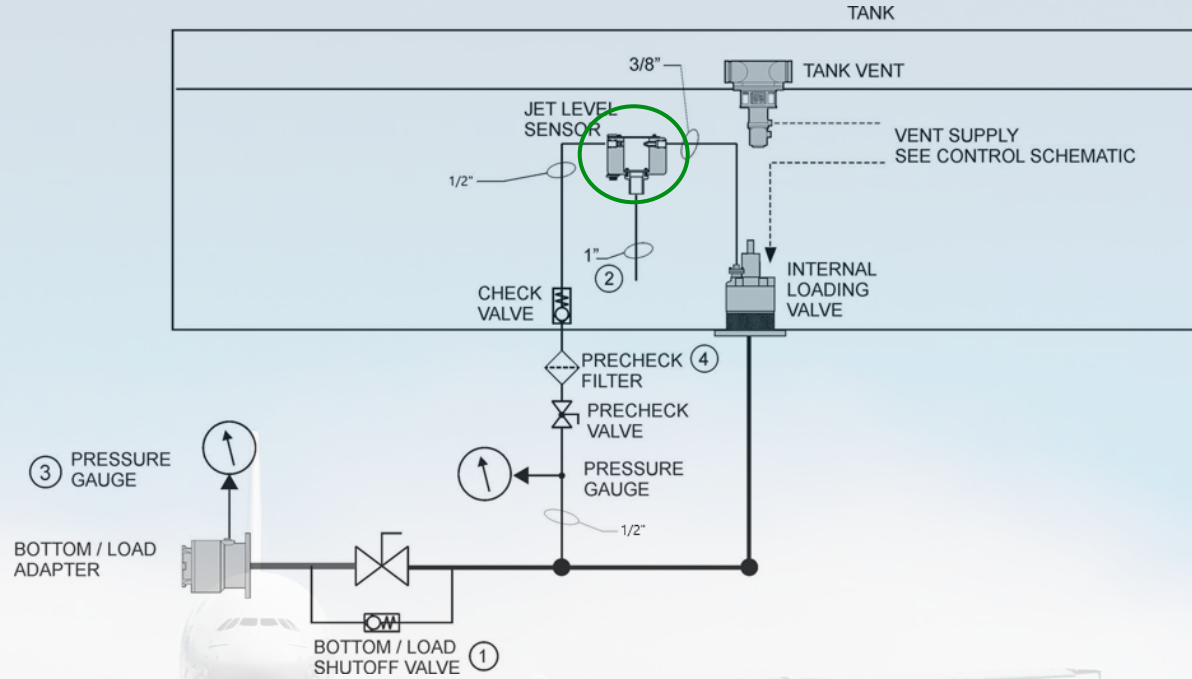 TANK
3/8"
TANK VENT
JET LEVEL
SENSOR
VENT SUPPLY
SEE CONTROL SCHEMATIC
1/2"
1"
2
INTERNAL
LOADING
VALVE
CHECK
VALVE
PRECHECK
FILTER
4
PRECHECK
VALVE
3
PRESSURE
GAUGE
PRESSURE
GAUGE
1/2"
BOTTOM / LOAD
ADAPTER
BOTTOM / LOAD
SHUTOFF VALVE
1